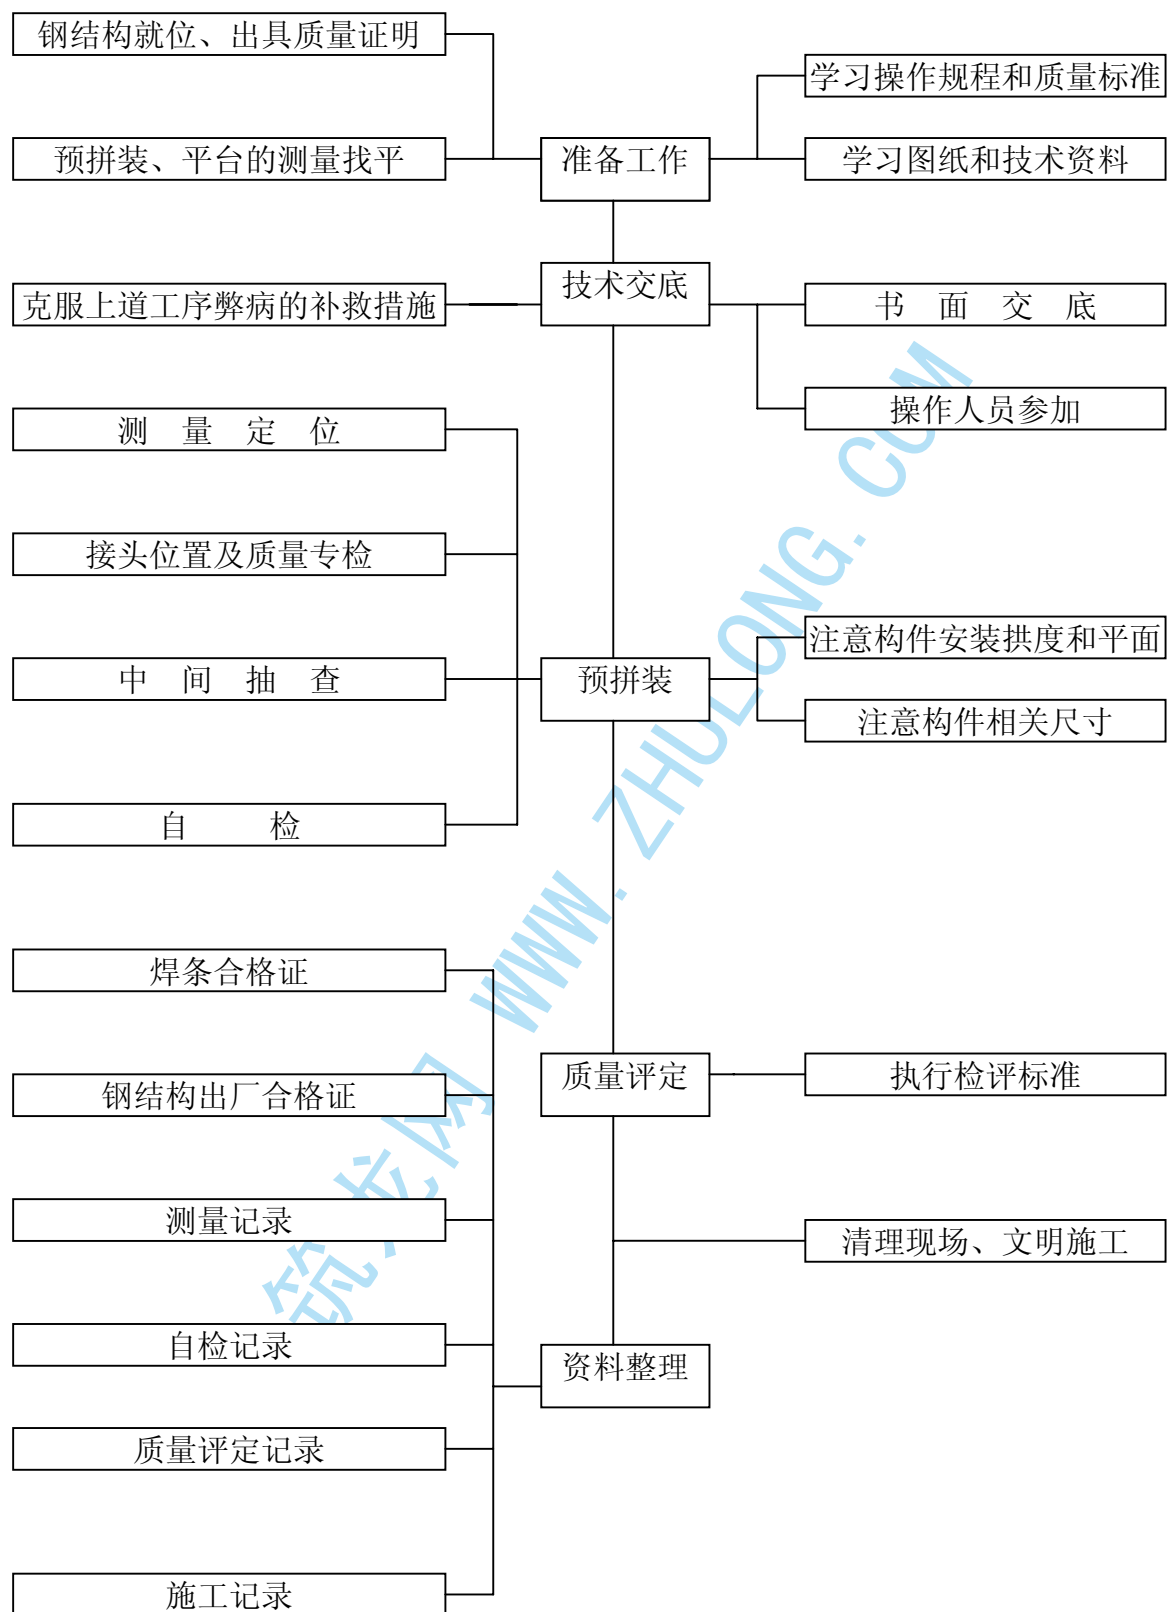 钢结构就位、出具质量证明
学习操作规程和质量标准
预拼装、平台的测量找平
准备工作
学习图纸和技术资料
克服上道工序弊病的补救措施
技术交底
书 面 交 底
操作人员参加
测 量 定 位
接头位置及质量专检
注意构件安装拱度和平面
中 间 抽 查
预拼装
注意构件相关尺寸
自 检
焊条合格证
钢结构出厂合格证
质量评定
执行检评标准
测量记录
清理现场、文明施工
自检记录
资料整理
质量评定记录
施工记录
筑龙网 WWW.ZHULONG.COM